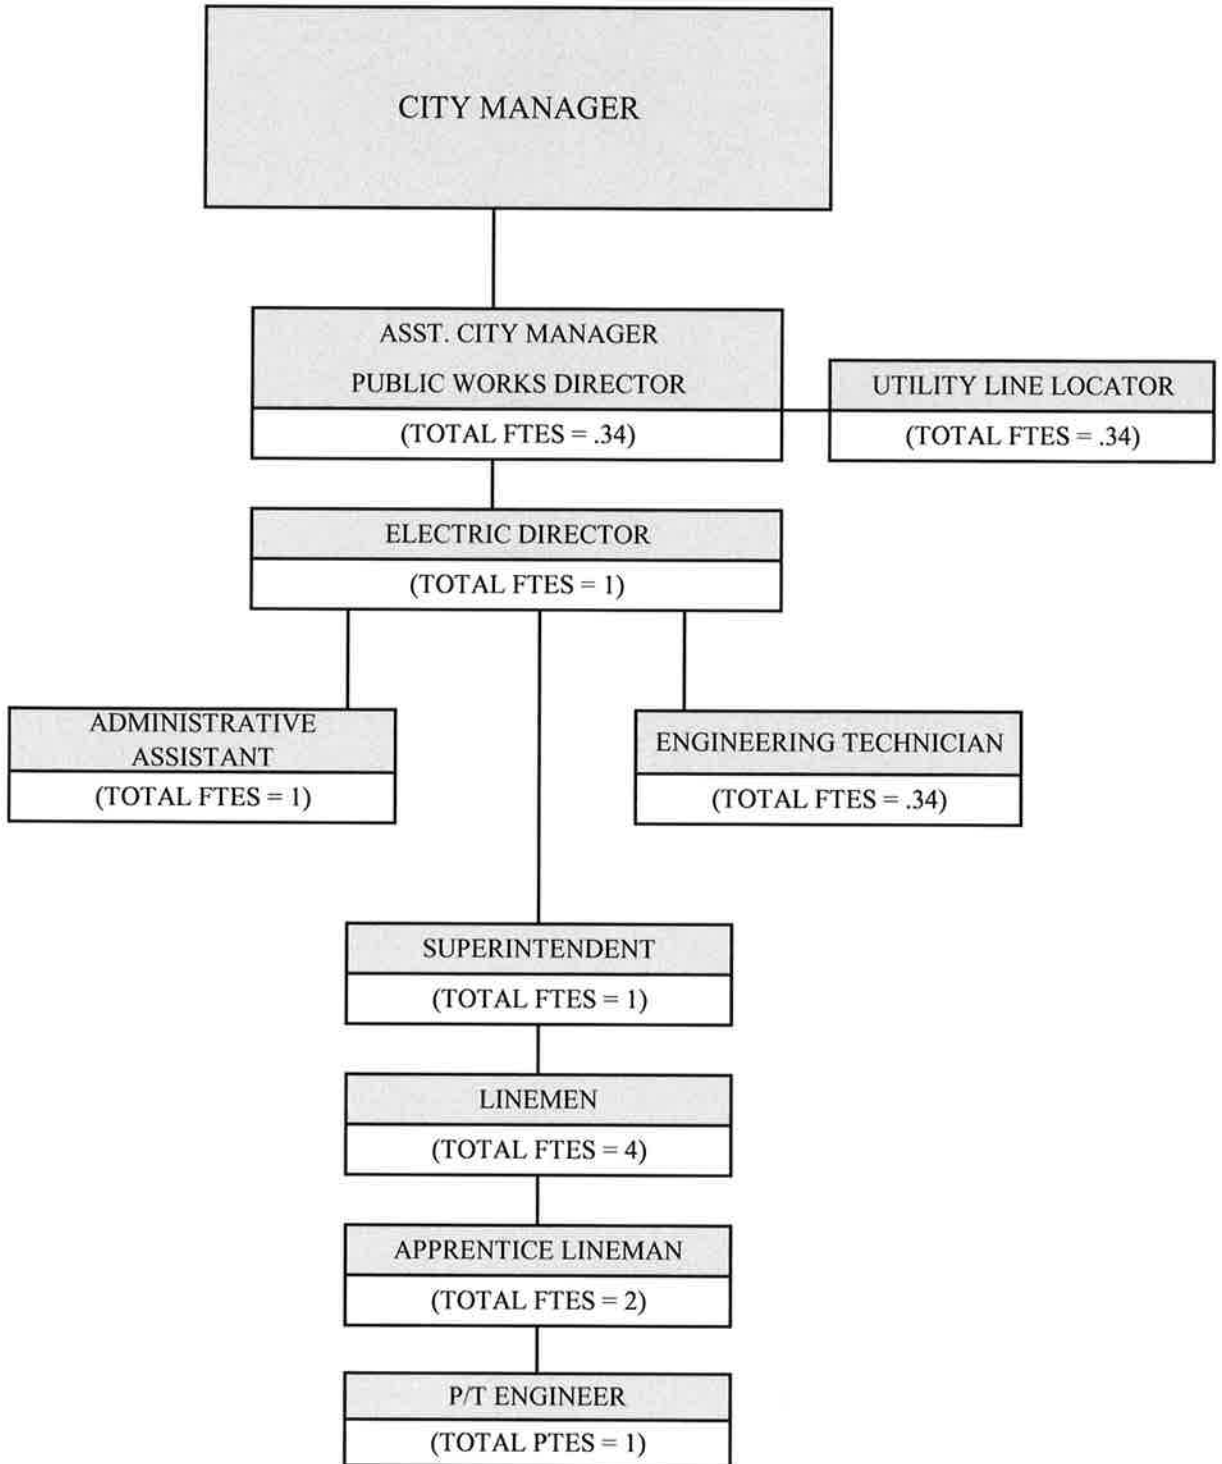 CITY MANAGER
ASST. CITY MANAGER
PUBLIC WORKS DIRECTOR
(TOTAL FTES = .34)
UTILITY LINE LOCATOR
(TOTAL FTES = .34)
ELECTRIC DIRECTOR
(TOTAL FTES = 1)
ADMINISTRATIVE
ASSISTANT
(TOTAL FTES = 1)
ENGINEERING TECHNICIAN
(TOTAL FTES = .34)
SUPERINTENDENT
(TOTAL FTES = 1)
LINEMEN
(TOTAL FTES = 4)
APPRENTICE LINEMAN
(TOTAL FTES = 2)
P/T ENGINEER
(TOTAL PTES = 1)